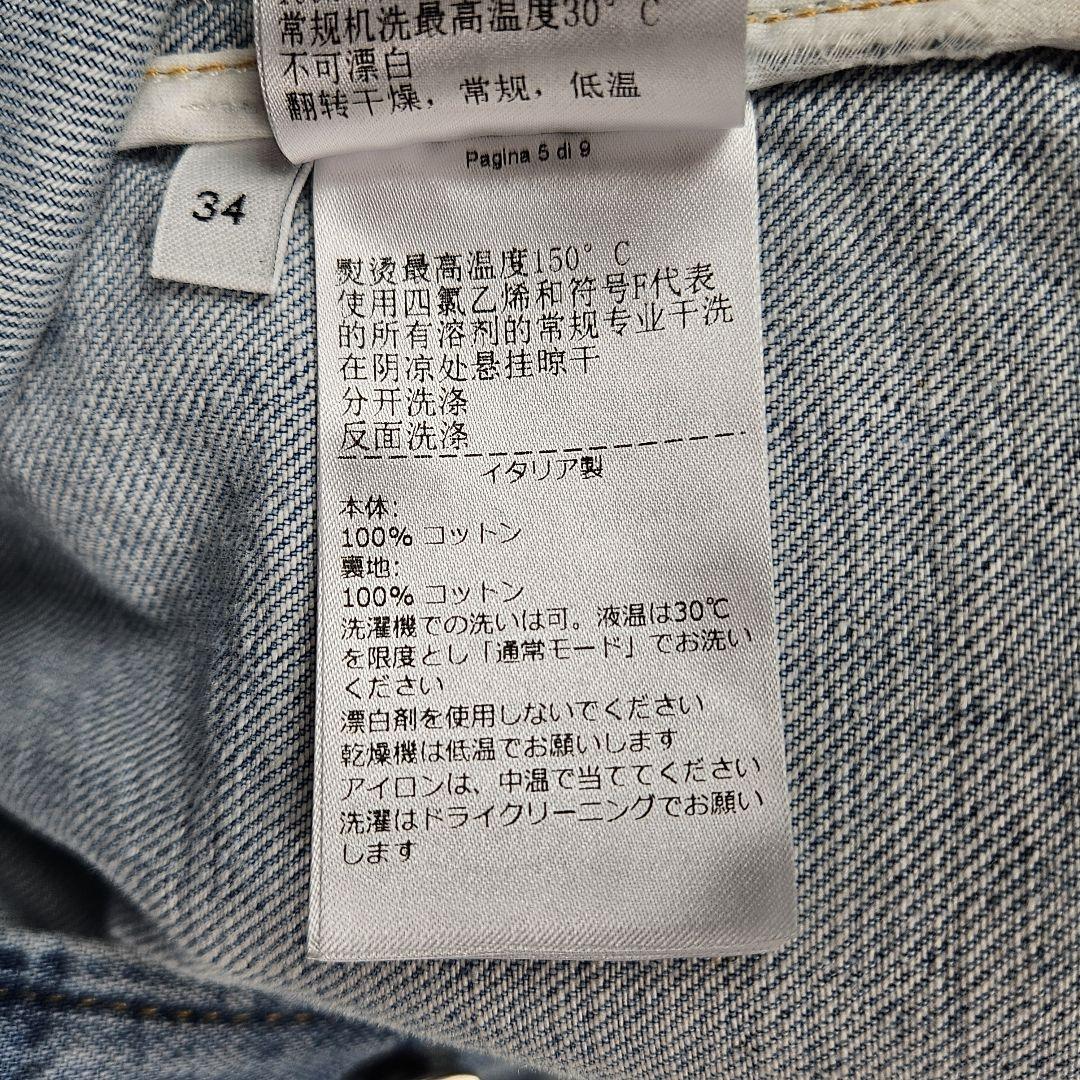 常规机洗最高温度30°C
不可漂白
翻转干燥，常规，低温
34
Pagina 5 di 9
熨烫最高温度150°C
使用四氯乙烯和符号F代表
的所有溶剂的常规专业干洗
在阴凉处悬挂晾干
分开洗涤
反面洗涤
イタリア製
本体:
100% コットン
裏地:
100% コットン
洗濯機での洗いは可。液温は30℃
を限度とし「通常モード」でお洗い
ください
漂白剤を使用しないでください
乾燥機は低温でお願いします
アイロンは、中温で当ててください
洗濯はドライクリーニングでお願い
します